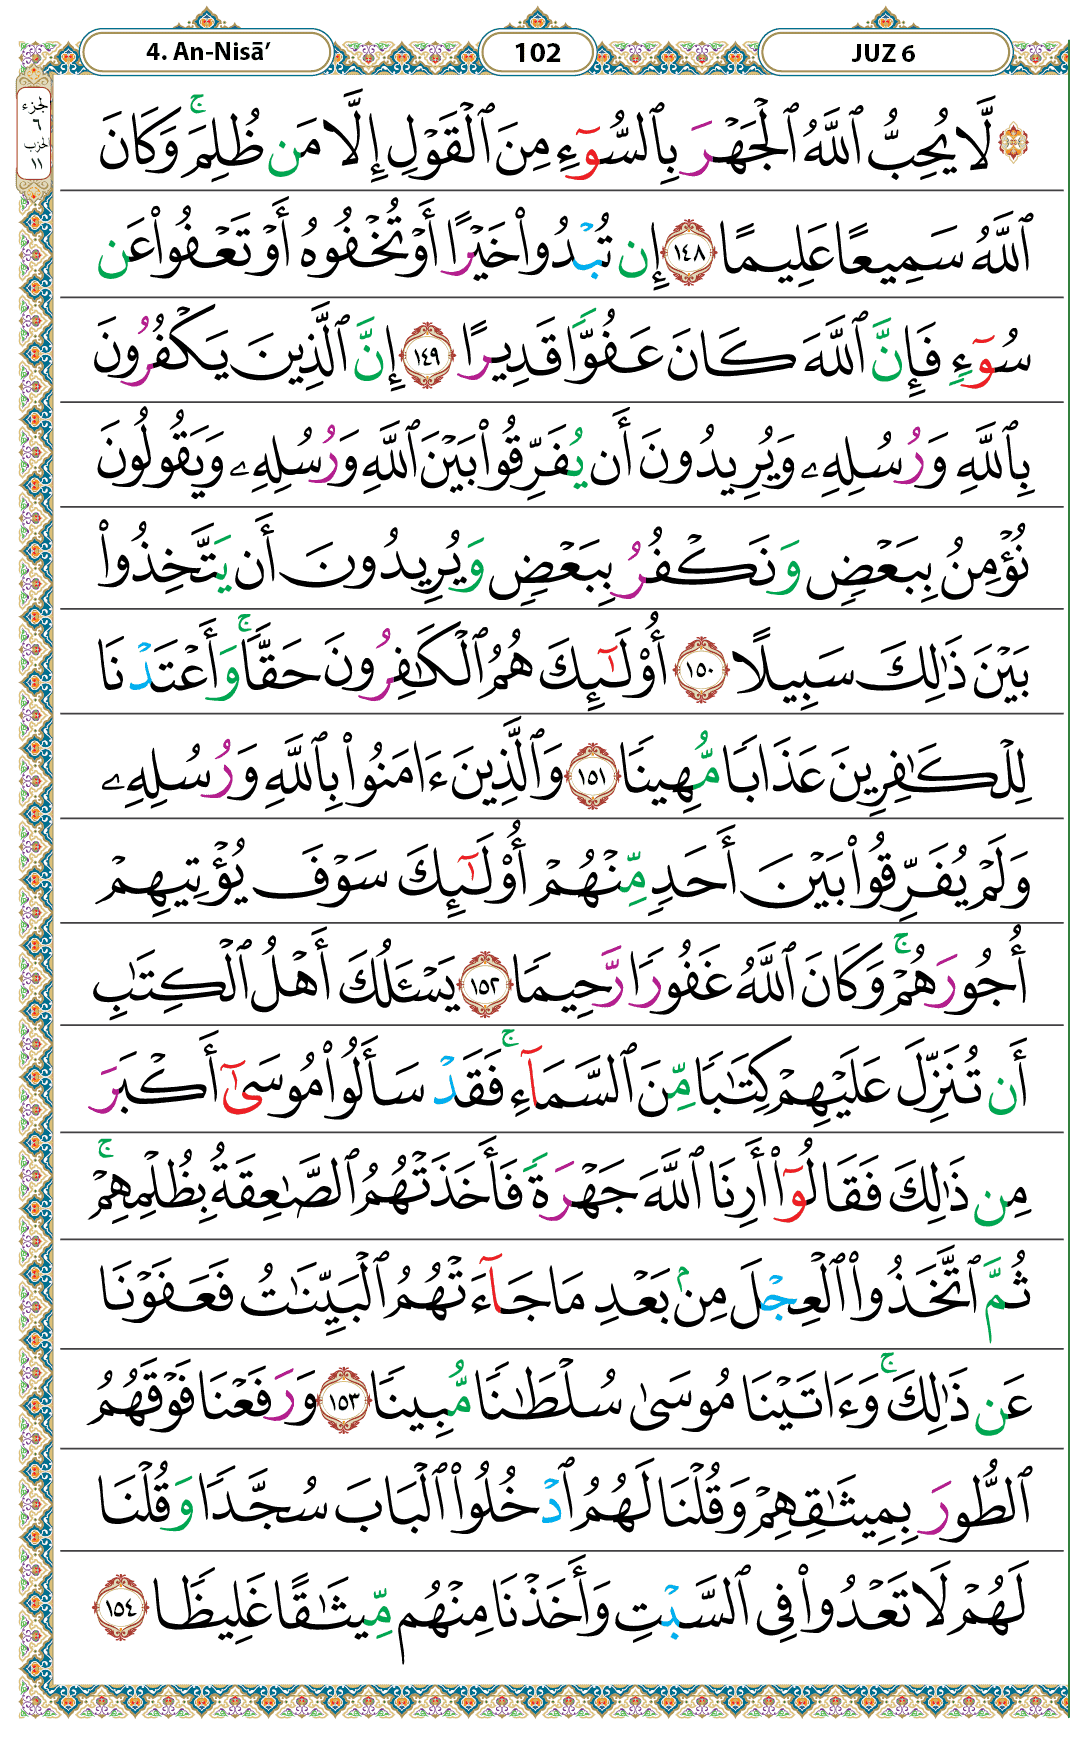 4. An-Nisā’
102
JUZ 6
الجزء
٦
الحزب
١١
۞ لَّا يُحِبُّ ٱللَّهُ ٱلْجَهْرَ بِٱلسُّوٓءِ مِنَ ٱلْقَوْلِ إِلَّا مَن ظُلِمَ ۚ وَكَانَ
ٱللَّهُ سَمِيعًا عَلِيمًا ١٤٨ إِن تُبْدُوا۟ خَيْرًا أَوْ تُخْفُوهُ أَوْ تَعْفُوا۟ عَن
سُوٓءٍ فَإِنَّ ٱللَّهَ كَانَ عَفُوًّا قَدِيرًا ١٤٩ إِنَّ ٱلَّذِينَ يَكْفُرُونَ
بِٱللَّهِ وَرُسُلِهِۦ وَيُرِيدُونَ أَن يُفَرِّقُوا۟ بَيْنَ ٱللَّهِ وَرُسُلِهِۦ وَيَقُولُونَ
نُؤْمِنُ بِبَعْضٍ وَنَكْفُرُ بِبَعْضٍ وَيُرِيدُونَ أَن يَتَّخِذُوا۟
بَيْنَ ذَٰلِكَ سَبِيلًا ١٥٠ أُو۟لَـٰٓئِكَ هُمُ ٱلْكَـٰفِرُونَ حَقًّا ۚ وَأَعْتَدْنَا
لِلْكَـٰفِرِينَ عَذَابًا مُّهِينًا ١٥١ وَٱلَّذِينَ ءَامَنُوا۟ بِٱللَّهِ وَرُسُلِهِۦ
وَلَمْ يُفَرِّقُوا۟ بَيْنَ أَحَدٍ مِّنْهُمْ أُو۟لَـٰٓئِكَ سَوْفَ يُؤْتِيهِمْ
أُجُورَهُمْ ۚ وَكَانَ ٱللَّهُ غَفُورًا رَّحِيمًا ١٥٢ يَسْـَٔلُكَ أَهْلُ ٱلْكِتَـٰبِ
أَن تُنَزِّلَ عَلَيْهِمْ كِتَـٰبًا مِّنَ ٱلسَّمَآءِ ۚ فَقَدْ سَأَلُوا۟ مُوسَىٰٓ أَكْبَرَ
مِن ذَٰلِكَ فَقَالُوٓا۟ أَرِنَا ٱللَّهَ جَهْرَةً فَأَخَذَتْهُمُ ٱلصَّـٰعِقَةُ بِظُلْمِهِمْ ۚ
ثُمَّ ٱتَّخَذُوا۟ ٱلْعِجْلَ مِنۢ بَعْدِ مَا جَآءَتْهُمُ ٱلْبَيِّنَـٰتُ فَعَفَوْنَا
عَن ذَٰلِكَ ۚ وَءَاتَيْنَا مُوسَىٰ سُلْطَـٰنًا مُّبِينًا ١٥٣ وَرَفَعْنَا فَوْقَهُمُ
ٱلطُّورَ بِمِيثَـٰقِهِمْ وَقُلْنَا لَهُمُ ٱدْخُلُوا۟ ٱلْبَابَ سُجَّدًا وَقُلْنَا
لَهُمْ لَا تَعْدُوا۟ فِى ٱلسَّبْتِ وَأَخَذْنَا مِنْهُم مِّيثَـٰقًا غَلِيظًا ١٥٤